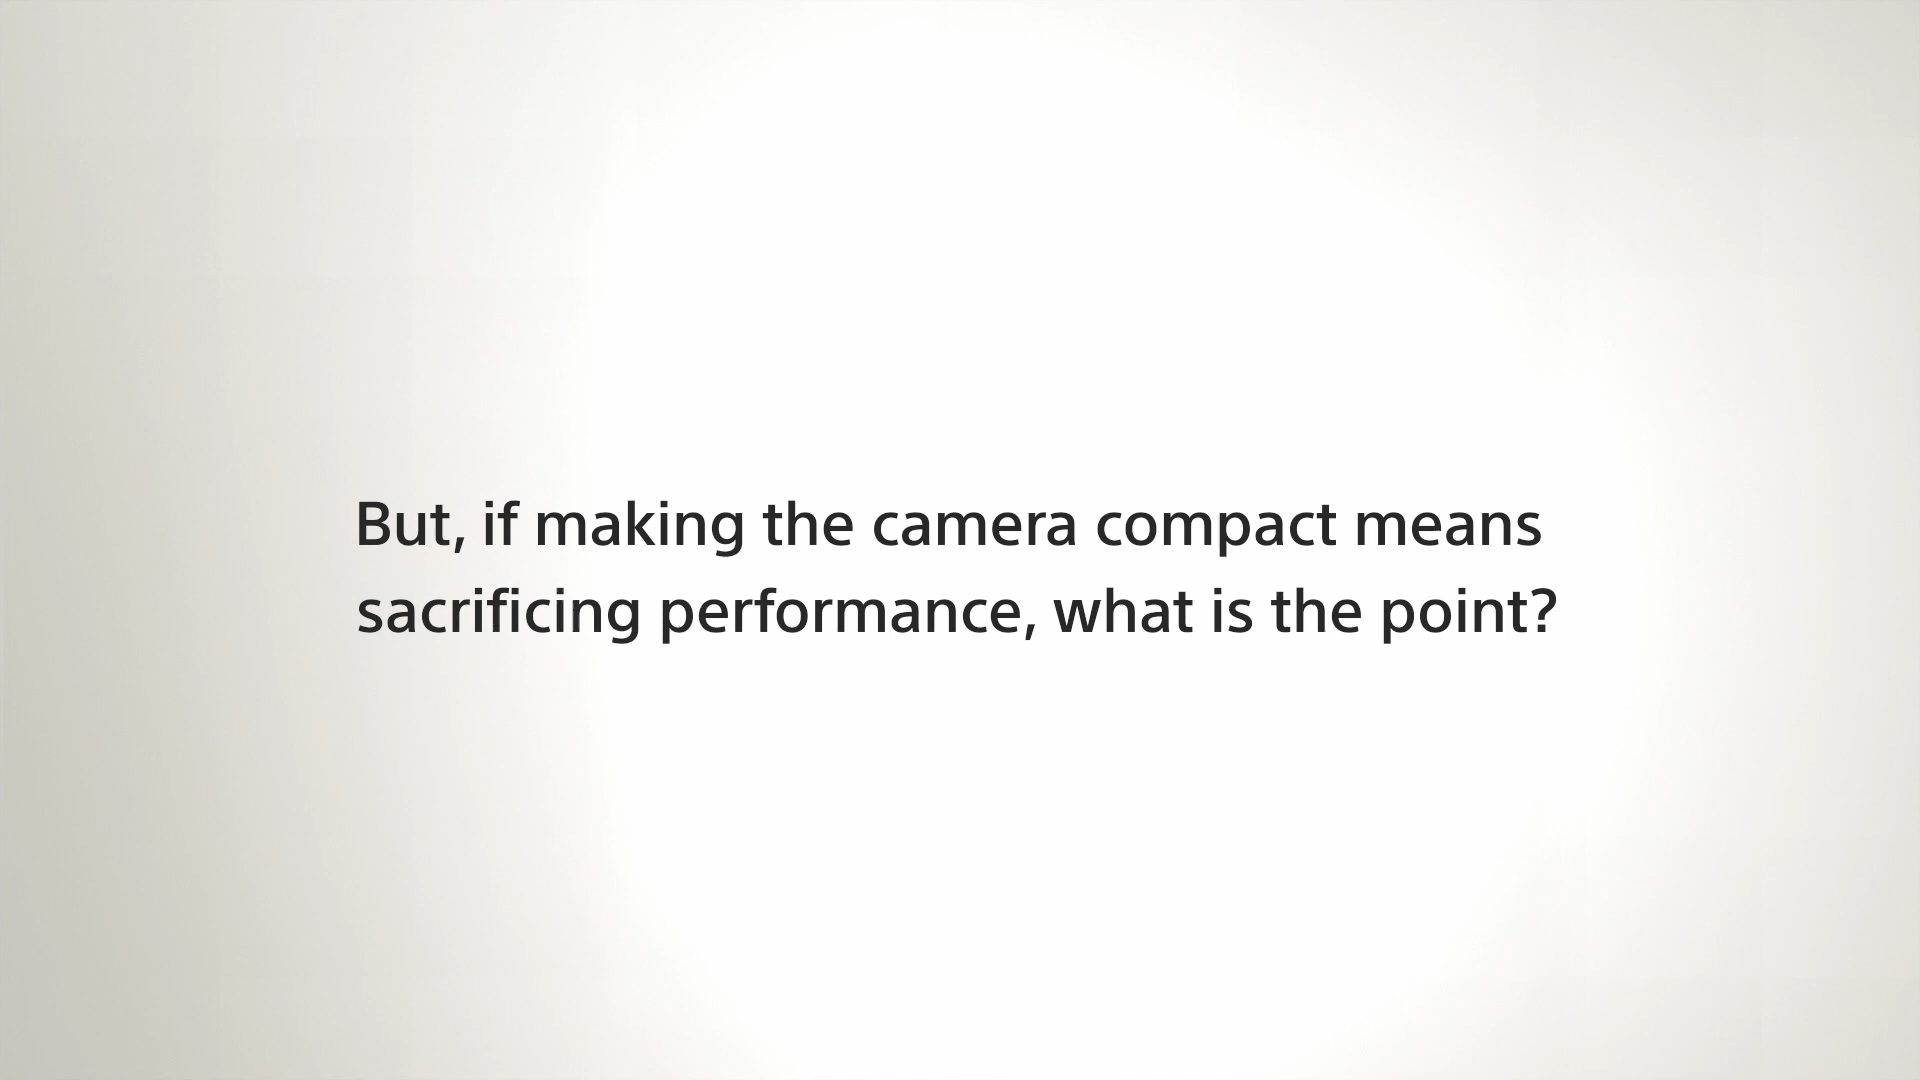 But, if making the camera compact means
sacrificing performance, what is the point?